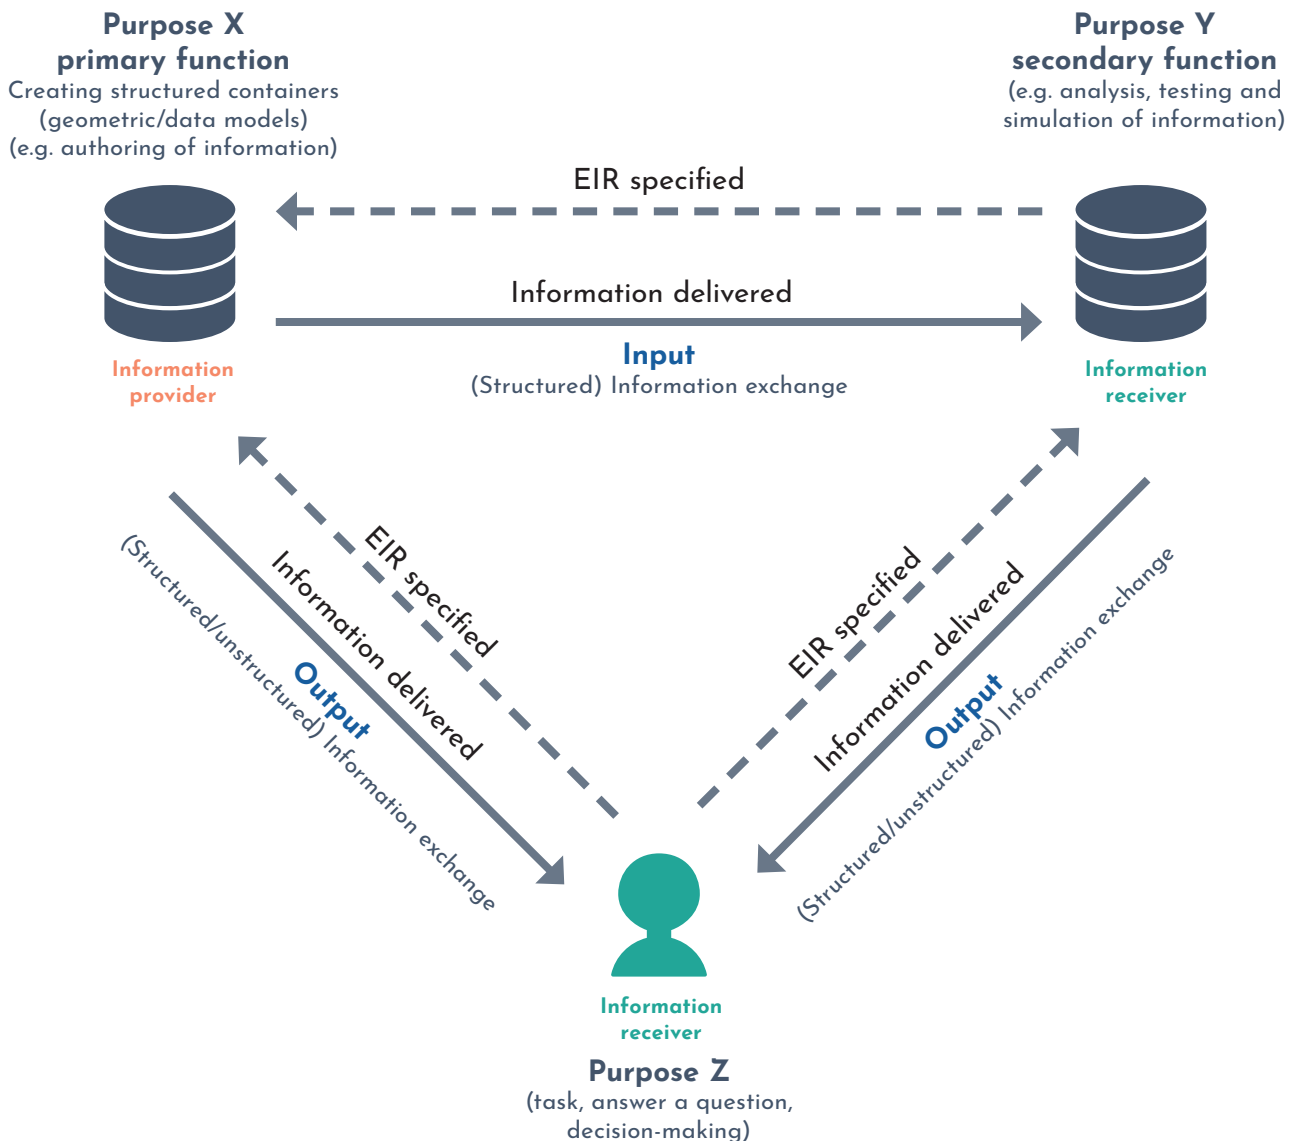 Purpose X
primary function
Creating structured containers
(geometric/data models)
(e.g. authoring of information)
Purpose Y
secondary function
(e.g. analysis, testing and
simulation of information)
EIR specified
Information delivered
Input
(Structured) Information exchange
Information
provider
Information
receiver
EIR specified
Information delivered
Output
(Structured/unstructured) Information exchange
EIR specified
Information delivered
Output
(Structured/unstructured) Information exchange
Information
receiver
Purpose Z
(task, answer a question,
decision-making)